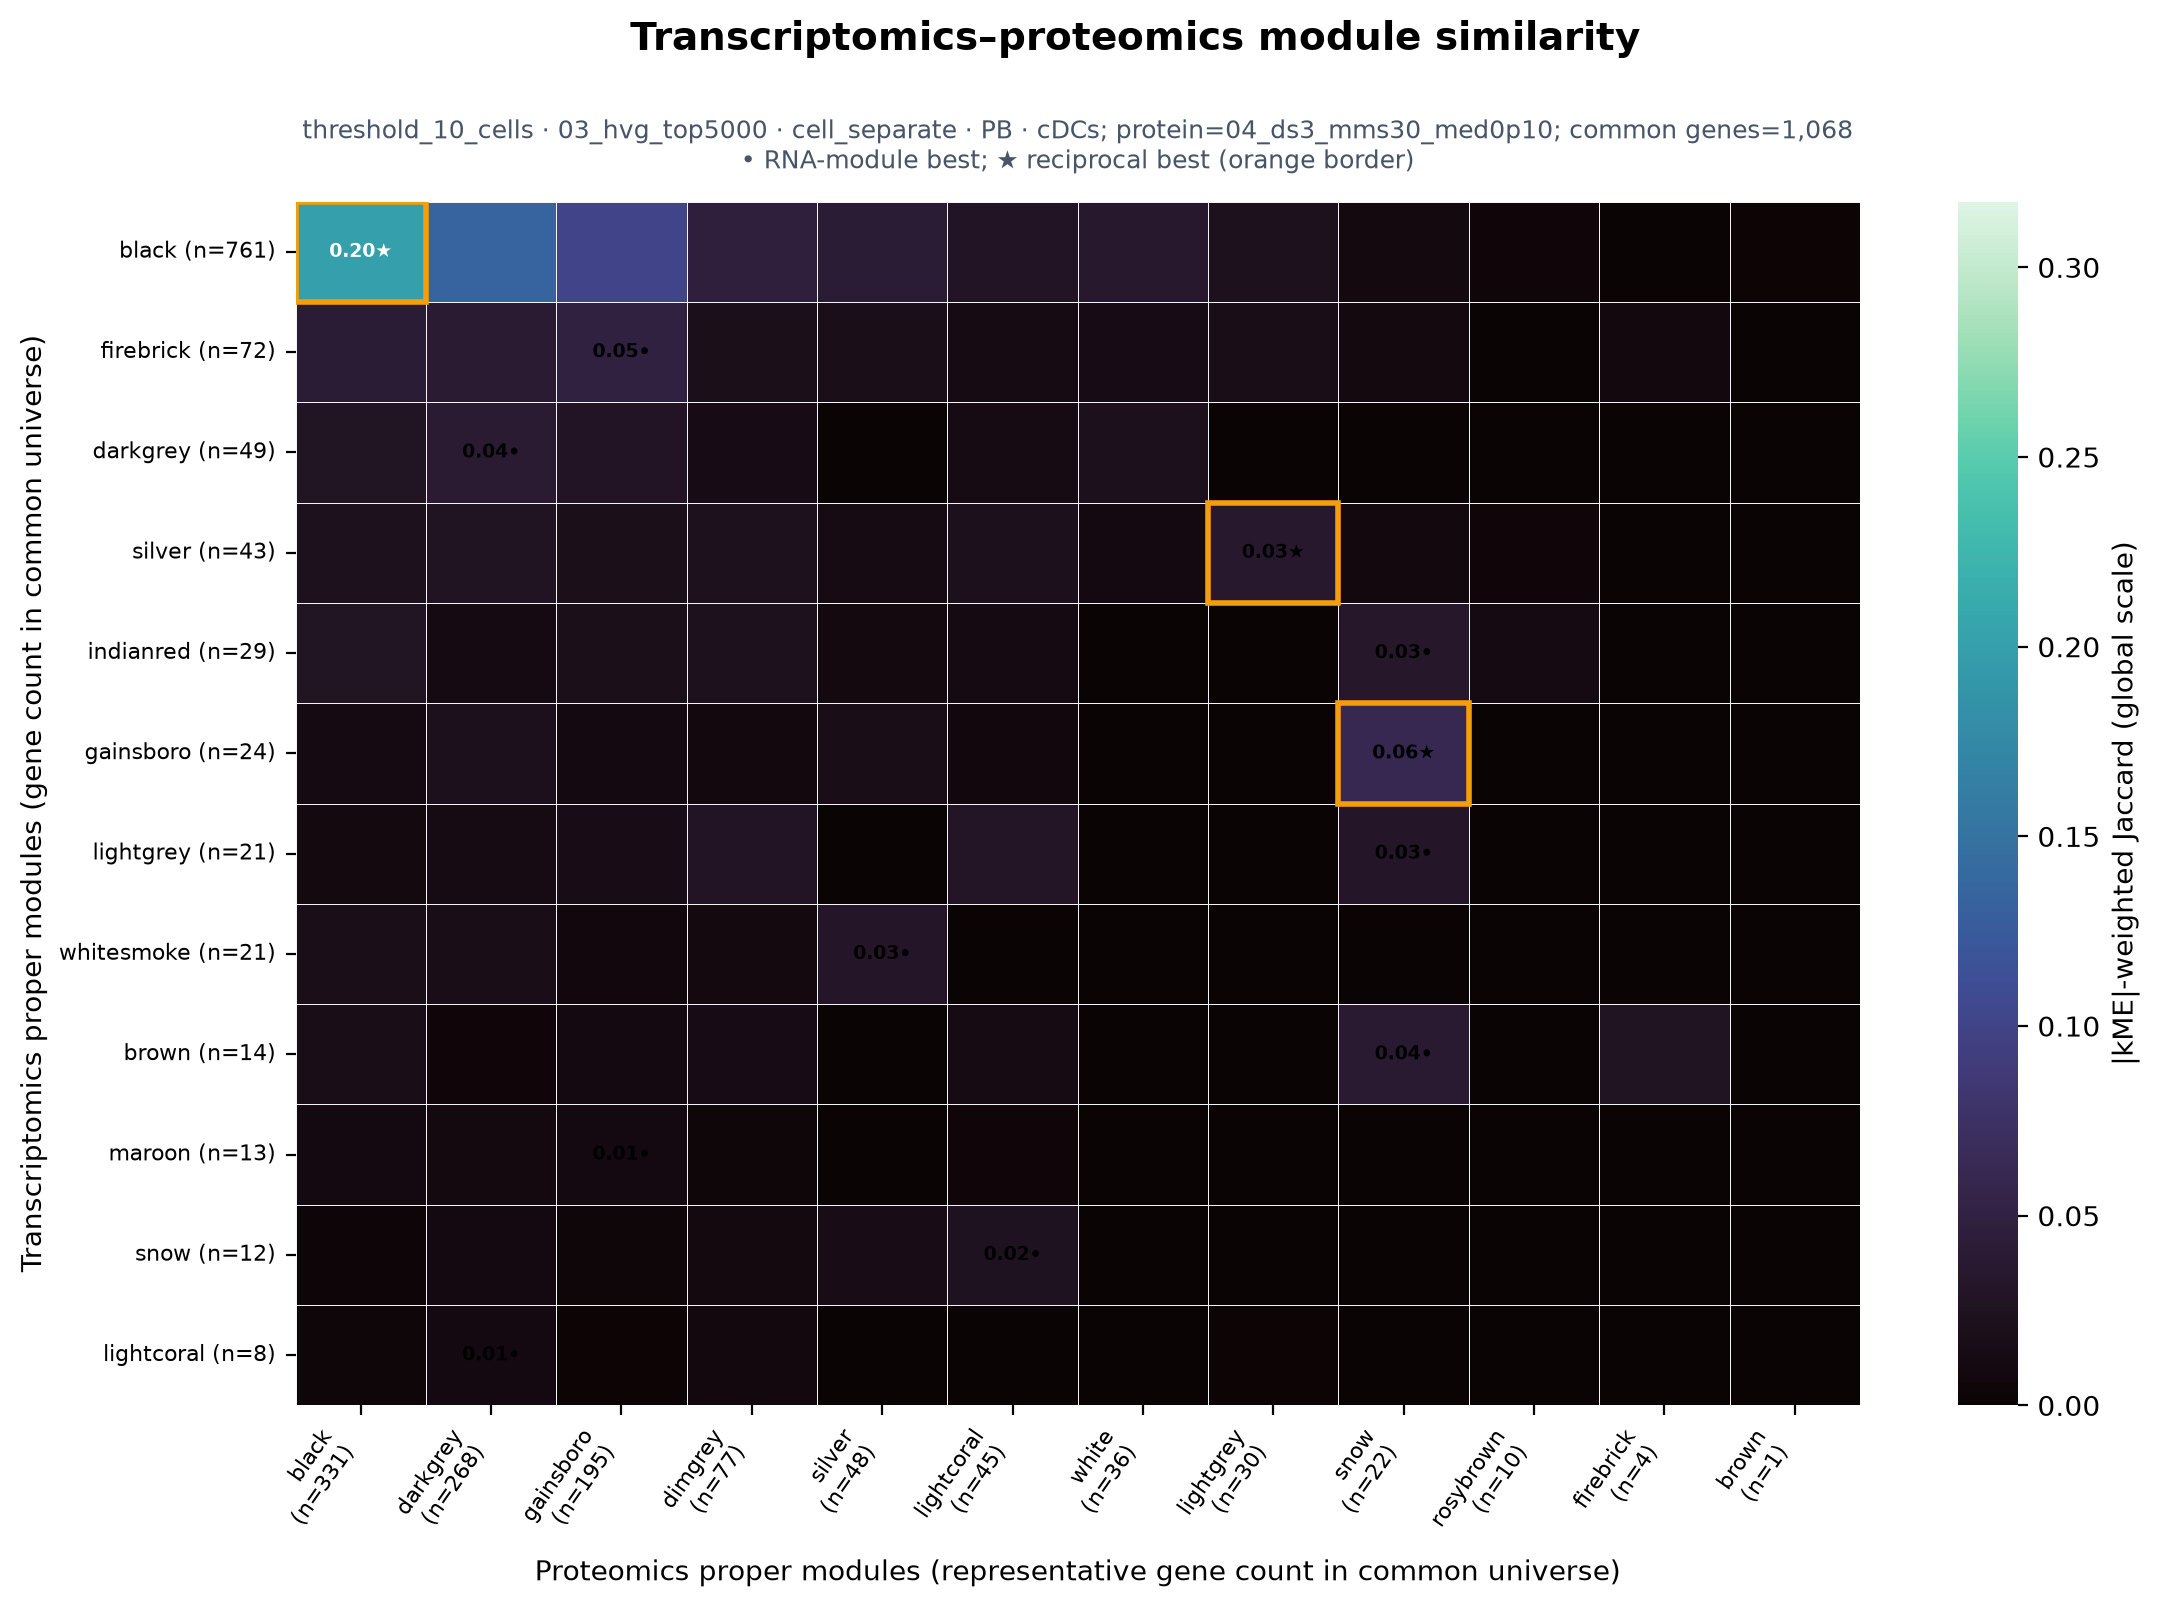 Transcriptomics–proteomics module similarity
threshold_10_cells · 03_hvg_top5000 · cell_separate · PB · cDCs; protein=04_ds3_mms30_med0p10; common genes=1,068
• RNA-module best; ★ reciprocal best (orange border)
Transcriptomics proper modules (gene count in common universe)
black (n=761)
0.20★
firebrick (n=72)
0.05•
darkgrey (n=49)
0.04•
silver (n=43)
0.03★
indianred (n=29)
0.03•
gainsboro (n=24)
0.06★
lightgrey (n=21)
0.03•
whitesmoke (n=21)
0.03•
brown (n=14)
0.04•
maroon (n=13)
0.01•
snow (n=12)
0.02•
lightcoral (n=8)
0.01•
black
(n=331)
darkgrey
(n=268)
gainsboro
(n=195)
dimgrey
(n=77)
silver
(n=48)
lightcoral
(n=45)
white
(n=36)
lightgrey
(n=30)
snow
(n=22)
rosybrown
(n=10)
firebrick
(n=4)
brown
(n=1)
Proteomics proper modules (representative gene count in common universe)
0.30
0.25
0.20
0.15
0.10
0.05
0.00
|kME|-weighted Jaccard (global scale)